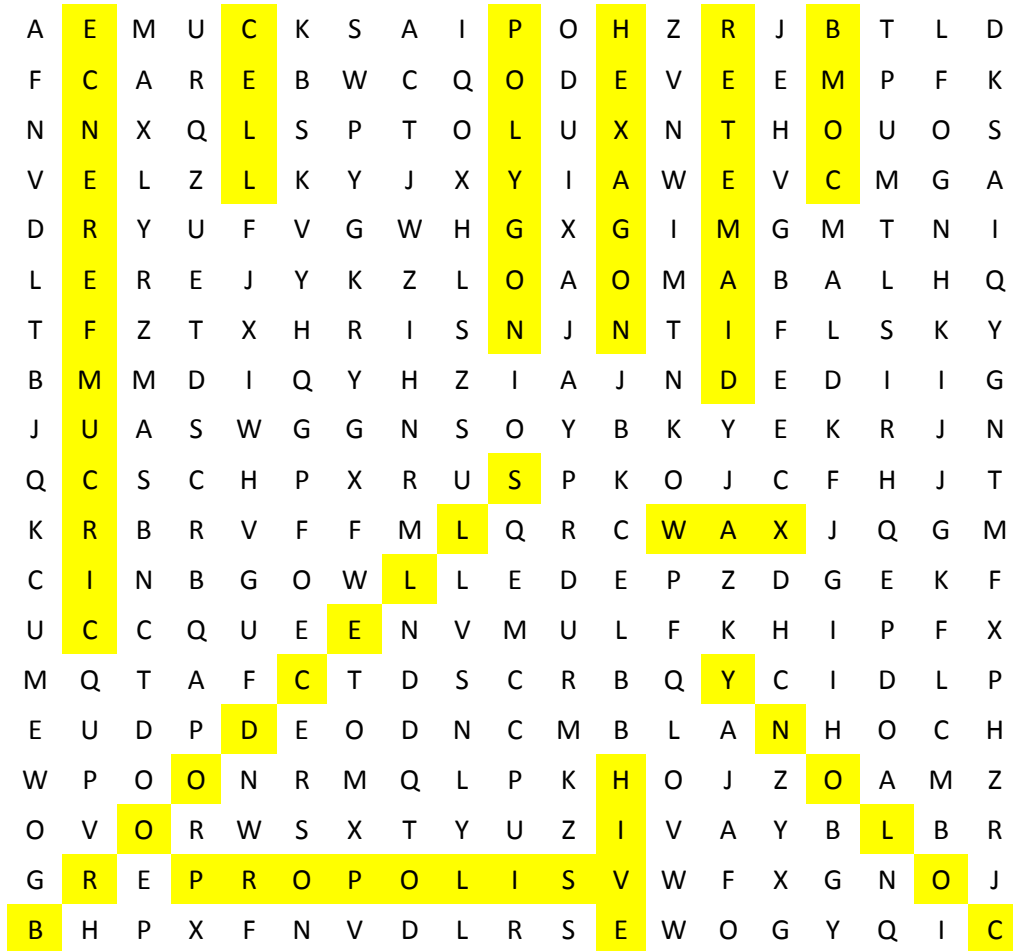 A E M U C K S A I P O H Z R J B T L D
F C A R E B W C Q O D E V E E M P F K
N N X Q L S P T O L U X N T H O U O S
V E L Z L K Y J X Y I A W E V C M G A
D R Y U F V G W H G X G I M G M T N I
L E R E J Y K Z L O A O M A B A L H Q
T F Z T X H R I S N J N T I F L S K Y
B M M D I Q Y H Z I A J N D E D I I G
J U A S W G G N S O Y B K Y E K R J N
Q C S C H P X R U S P K O J C F H J T
K R B R V F F M L Q R C W A X J Q G M
C I N B G O W L L E D E P Z D G E K F
U C C Q U E E N V M U L F K H I P F X
M Q T A F C T D S C R B Q Y C I D L P
E U D P D E O D N C M B L A N H O C H
W P O O N R M Q L P K H O J Z O A M Z
O V O R W S X T Y U Z I V A Y B L B R
G R E P R O P O L I S V W F X G N O J
B H P X F N V D L R S E W O G Y Q I C